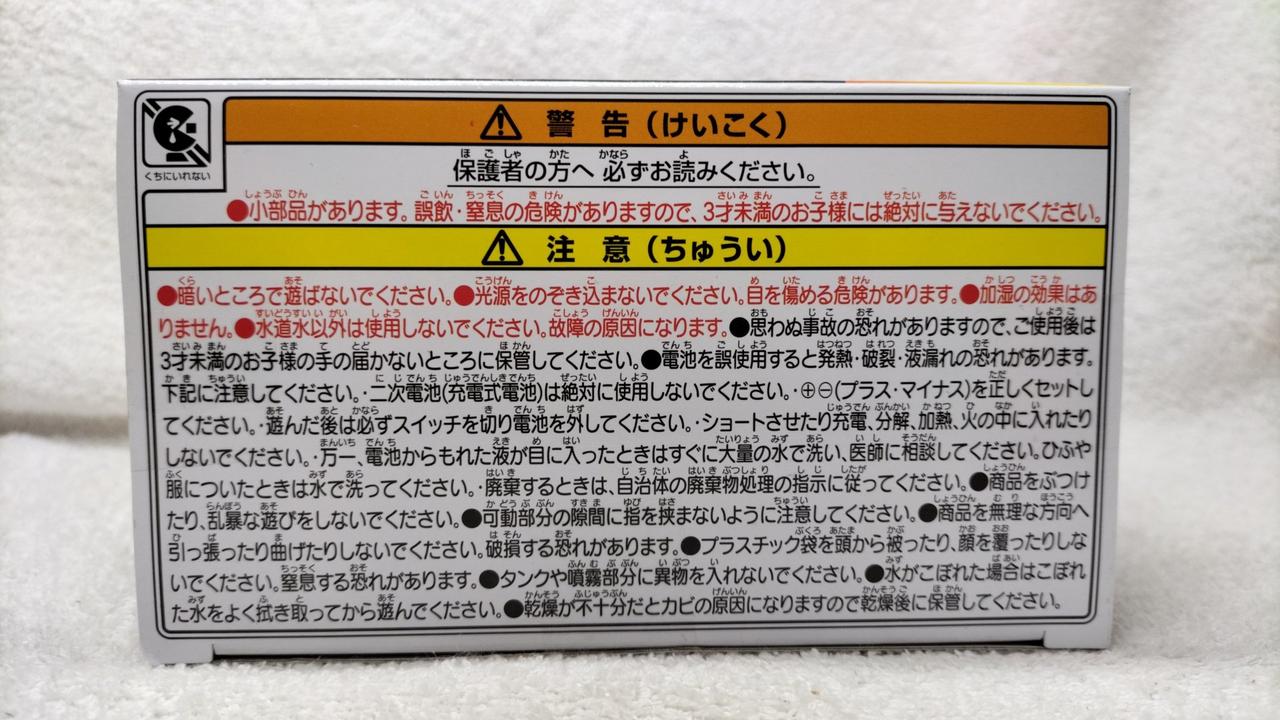 くちにいれない
⚠ 警告（けいこく）
保護者の方へ 必ずお読みください。
●小部品があります。誤飲・窒息の危険がありますので、3才未満のお子様には絶対に与えないでください。
⚠ 注意（ちゅうい）
●暗いところで遊ばないでください。●光源をのぞき込まないでください。目を傷める危険があります。●加湿の効果はあ
りません。●水道水以外は使用しないでください。故障の原因になります。●思わぬ事故の恐れがありますので、ご使用後は
3才未満のお子様の手の届かないところに保管してください。●電池を誤使用すると発熱・破裂・液漏れの恐れがあります。
下記に注意してください。・二次電池(充電式電池)は絶対に使用しないでください。・⊕⊖(プラス・マイナス)を正しくセットし
てください。・遊んだ後は必ずスイッチを切り電池を外してください。・ショートさせたり充電、分解、加熱、火の中に入れたり
しないでください。・万一、電池からもれた液が目に入ったときはすぐに大量の水で洗い、医師に相談してください。ひふや
服についたときは水で洗ってください。・廃棄するときは、自治体の廃棄物処理の指示に従ってください。●商品をぶつけ
たり、乱暴な遊びをしないでください。●可動部分の隙間に指を挟まないように注意してください。●商品を無理な方向へ
引っ張ったり曲げたりしないでください。破損する恐れがあります。●プラスチック袋を頭から被ったり、顔を覆ったりしな
いでください。窒息する恐れがあります。●タンクや噴霧部分に異物を入れないでください。●水がこぼれた場合はこぼれ
た水をよく拭き取ってから遊んでください。●乾燥が不十分だとカビの原因になりますので乾燥後に保管してください。